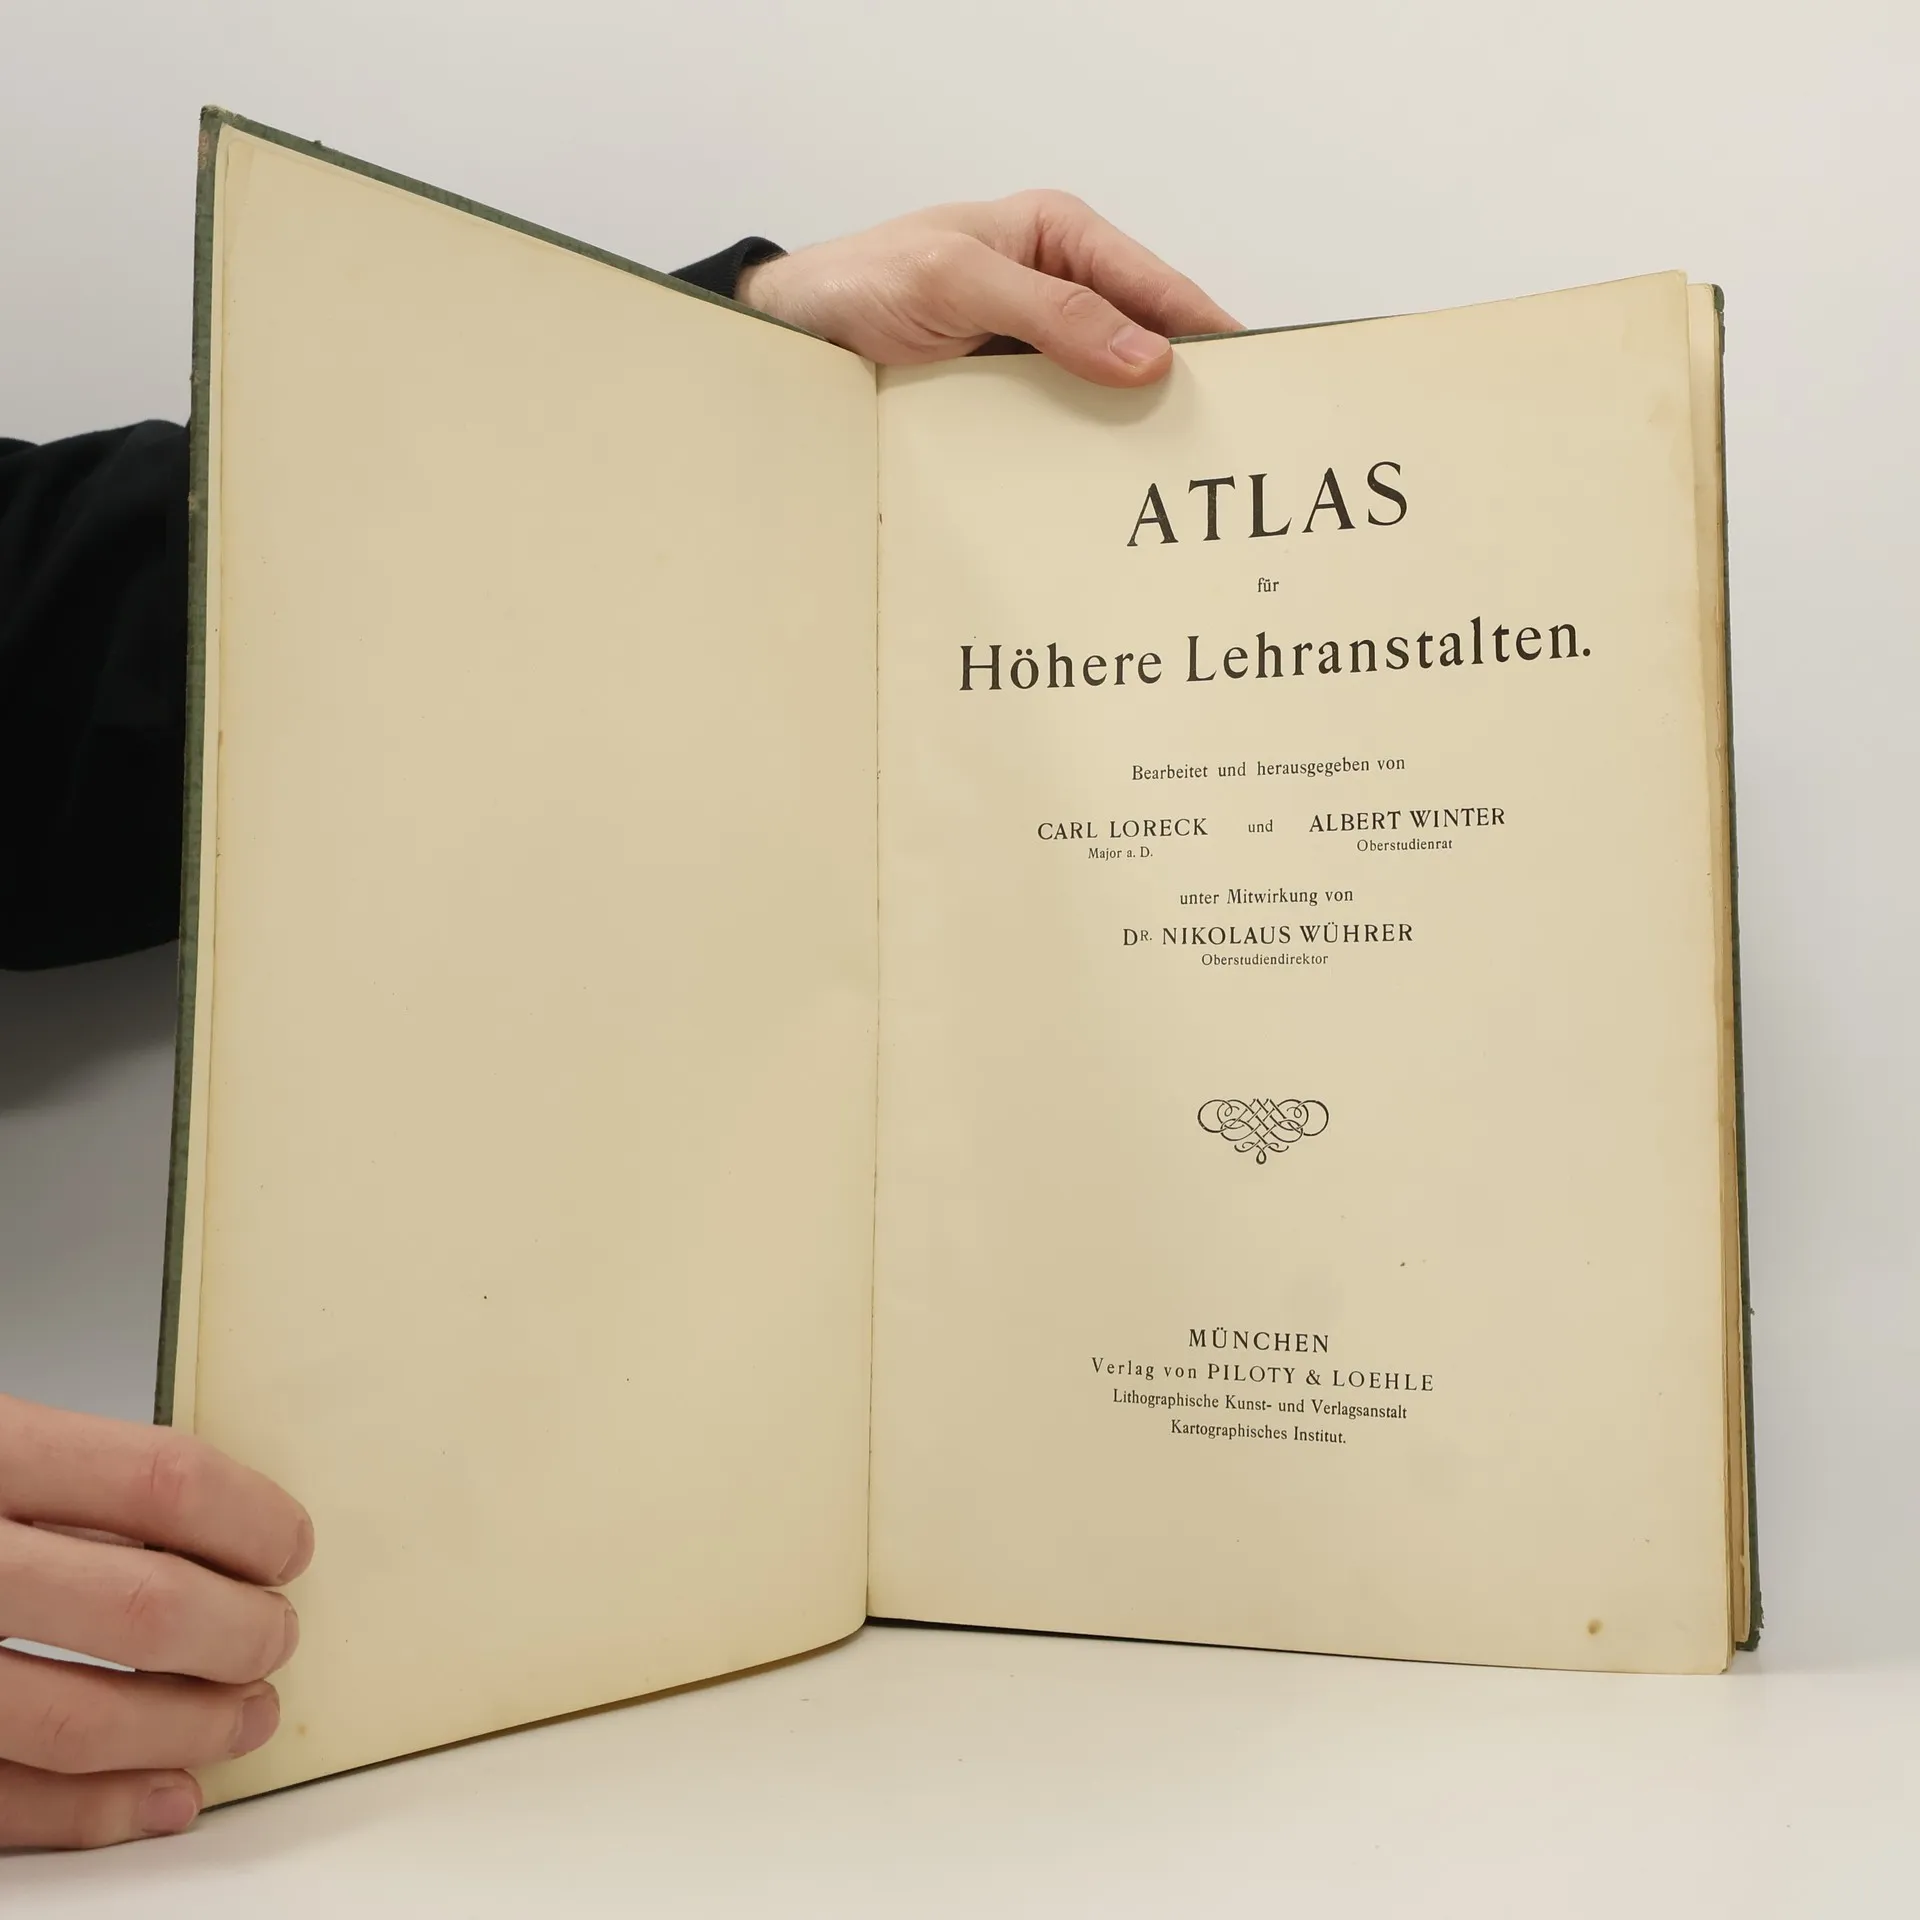 ATLAS
für
Höhere Lehranstalten.
Bearbeitet und herausgegeben von
CARL LORECK und ALBERT WINTER
Major a. D. Oberstudienrat
unter Mitwirkung von
DR. NIKOLAUS WÜHRER
Oberstudiendirektor
MÜNCHEN
Verlag von PILOTY & LOEHLE
Lithographische Kunst- und Verlagsanstalt
Kartographisches Institut.